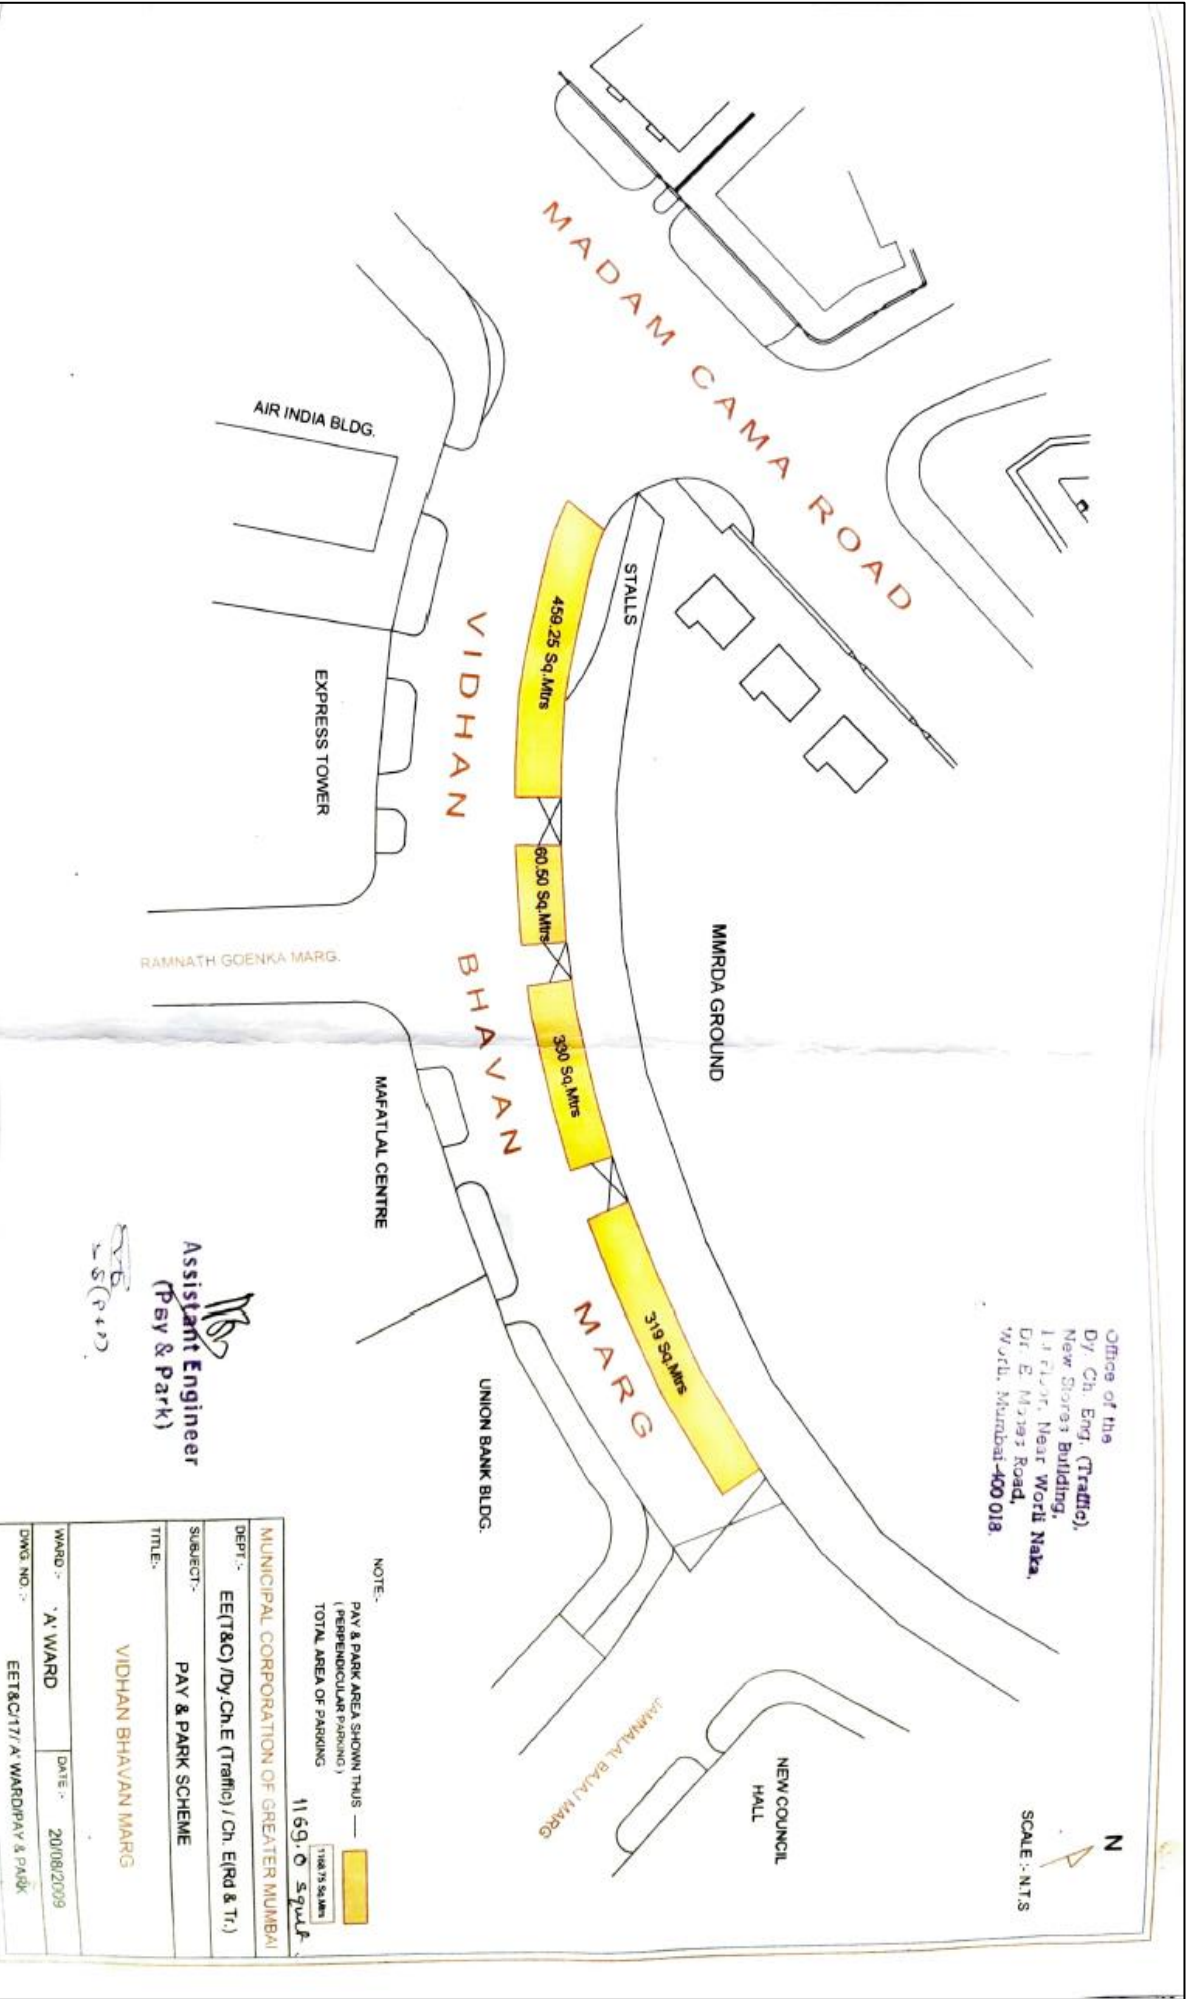 MADAM CAMA ROAD
AIR INDIA BLDG.
STALLS
459.25 Sq.Mtrs
VIDHAN
EXPRESS TOWER
60.50 Sq.Mtrs
RAMNATH GOENKA MARG.
BHAVAN
MMRDA GROUND
330 Sq.Mtrs
MAFATLAL CENTRE
319 Sq.Mtrs
MARG
UNION BANK BLDG.
JAMNALAL BAJAJ MARG
NEW COUNCIL
HALL
N
SCALE :- N.T.S
Office of the
Dy. Ch. Eng. (Traffic),
New Stores Building,
Floor, Near Worli Naka,
Dr. E. Moses Road,
Worli, Mumbai-400 018.
Assistant Engineer
(Pay & Park)
NOTE:-
PAY & PARK AREA SHOWN THUS
( PERPENDICULAR PARKING )
TOTAL AREA OF PARKING 1168.75 Sq.Mtrs
1169.0
MUNICIPAL CORPORATION OF GREATER MUMBAI
DEPT :- EE(T&C) /Dy.Ch.E (Traffic) / Ch. E(Rd & Tr.)
SUBJECT:- PAY & PARK SCHEME
TITLE:-
VIDHAN BHAVAN MARG
WARD :- 'A' WARD DATE :- 20/08/2009
DWG. NO. :- EET&C/17/'A' WARD/PAY & PARK